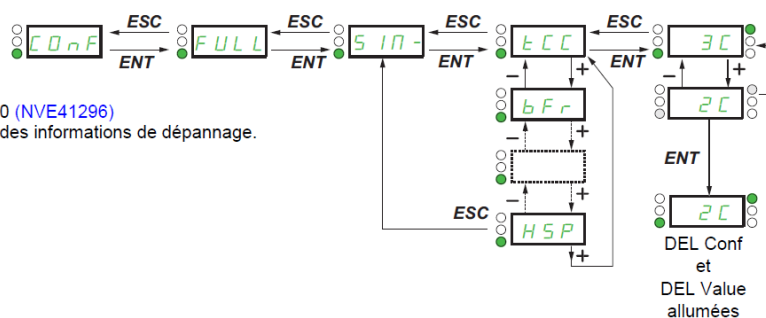 ESC ESC ESC ESC
COnF FULL SIM- tCC 3C
ENT ENT ENT ENT
- + - +
bFr 2C
0 (NVE41296)
des informations de dépannage.
- +
ENT
- +
ESC
HSP 2C
+
DEL Conf
et
DEL Value
allumées